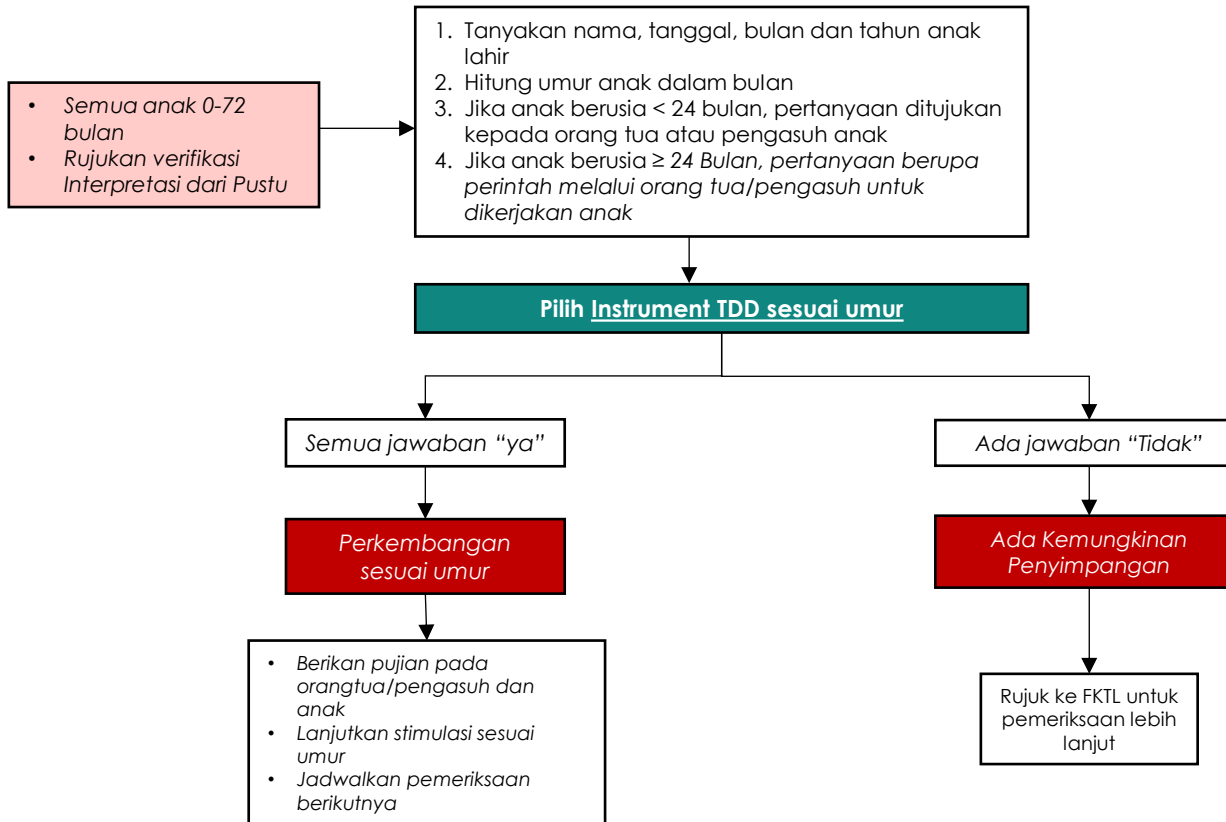 • Semua anak 0-72
bulan
• Rujukan verifikasi
Interpretasi dari Pustu
1. Tanyakan nama, tanggal, bulan dan tahun anak
lahir
2. Hitung umur anak dalam bulan
3. Jika anak berusia < 24 bulan, pertanyaan ditujukan
kepada orang tua atau pengasuh anak
4. Jika anak berusia ≥ 24 Bulan, pertanyaan berupa
perintah melalui orang tua/pengasuh untuk
dikerjakan anak
Pilih Instrument TDD sesuai umur
Semua jawaban “ya”
Perkembangan
sesuai umur
• Berikan pujian pada
orangtua/pengasuh dan
anak
• Lanjutkan stimulasi sesuai
umur
• Jadwalkan pemeriksaan
berikutnya
Ada jawaban “Tidak”
Ada Kemungkinan
Penyimpangan
Rujuk ke FKTL untuk
pemeriksaan lebih
lanjut